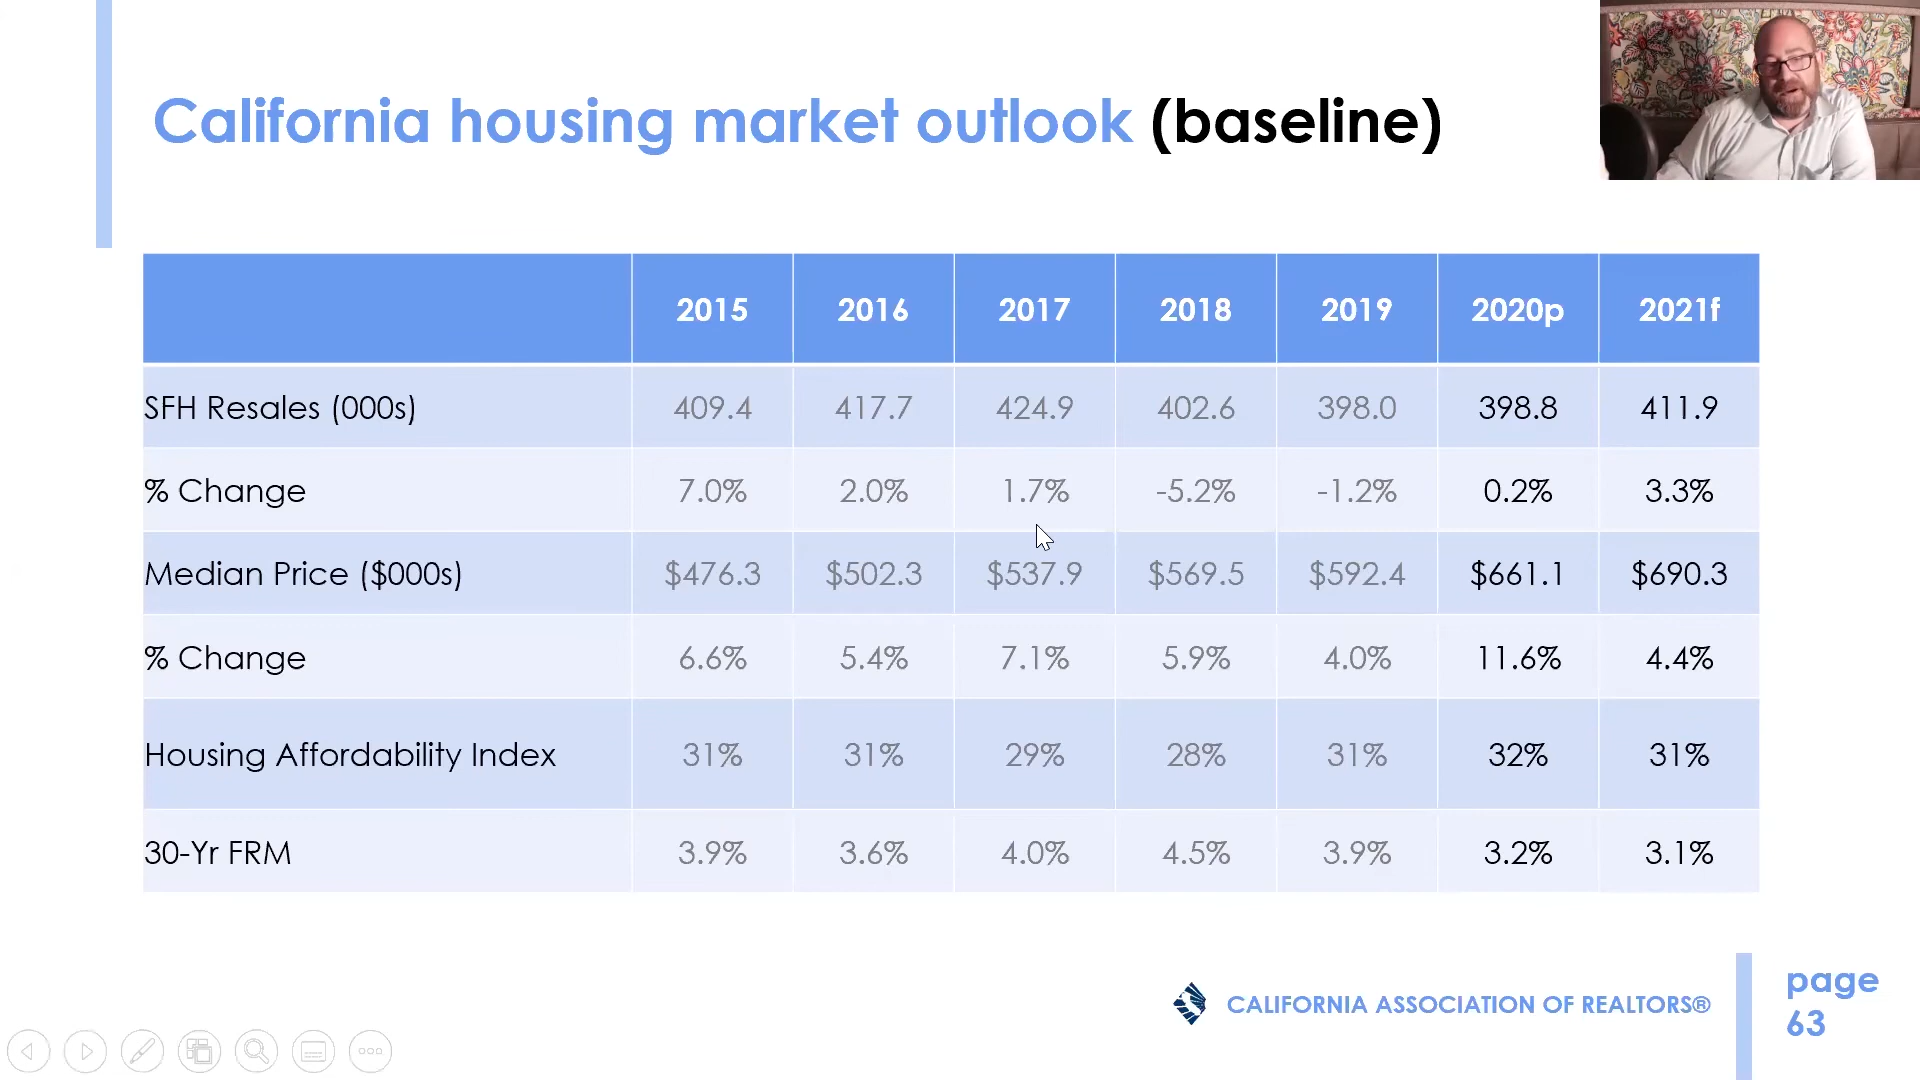 California housing market outlook (baseline)
2015 2016 2017 2018 2019 2020p 2021f
SFH Resales (000s) 409.4 417.7 424.9 402.6 398.0 398.8 411.9
% Change 7.0% 2.0% 1.7% -5.2% -1.2% 0.2% 3.3%
Median Price ($000s) $476.3 $502.3 $537.9 $569.5 $592.4 $661.1 $690.3
% Change 6.6% 5.4% 7.1% 5.9% 4.0% 11.6% 4.4%
Housing Affordability Index 31% 31% 29% 28% 31% 32% 31%
30-Yr FRM 3.9% 3.6% 4.0% 4.5% 3.9% 3.2% 3.1%
CALIFORNIA ASSOCIATION OF REALTORS®
page
63